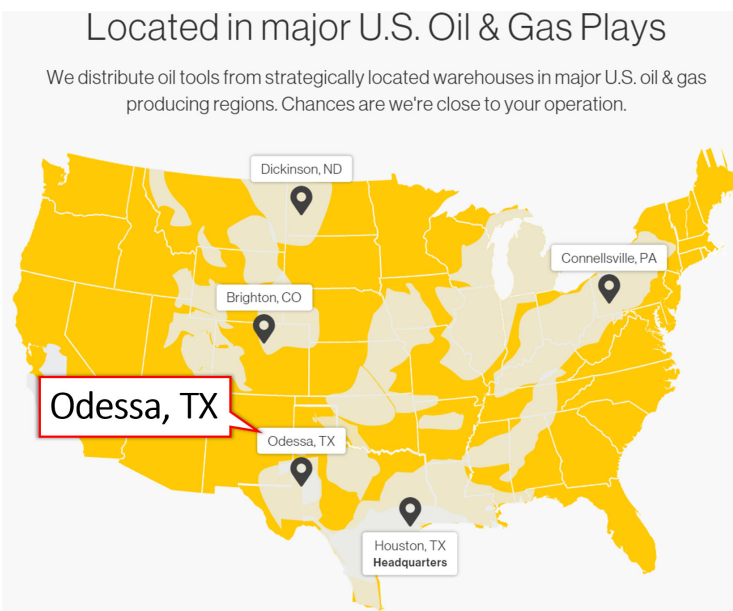 Located in major U.S. Oil & Gas Plays
We distribute oil tools from strategically located warehouses in major U.S. oil & gas
producing regions. Chances are we're close to your operation.
Dickinson, ND
Connellsville, PA
Brighton, CO
Odessa, TX
Odessa, TX
Houston, TX
Headquarters